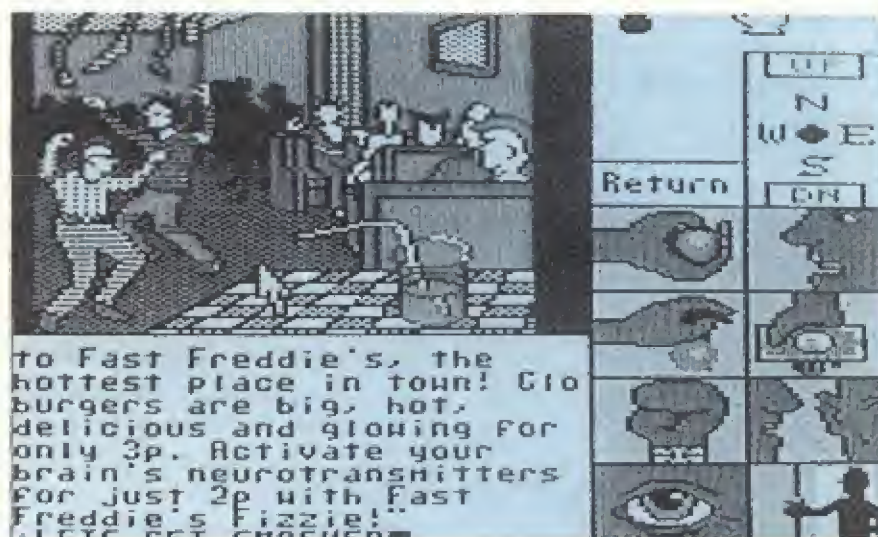 UP
N
W E
S
DN
Return
to Fast Freddie's, the
hottest place in town! Glo
burgers are big, hot,
delicious and glowing for
only 3p. Activate your
brain's neurotransmitters
for just 2p with Fast
Freddie's Fizzie!"
GET